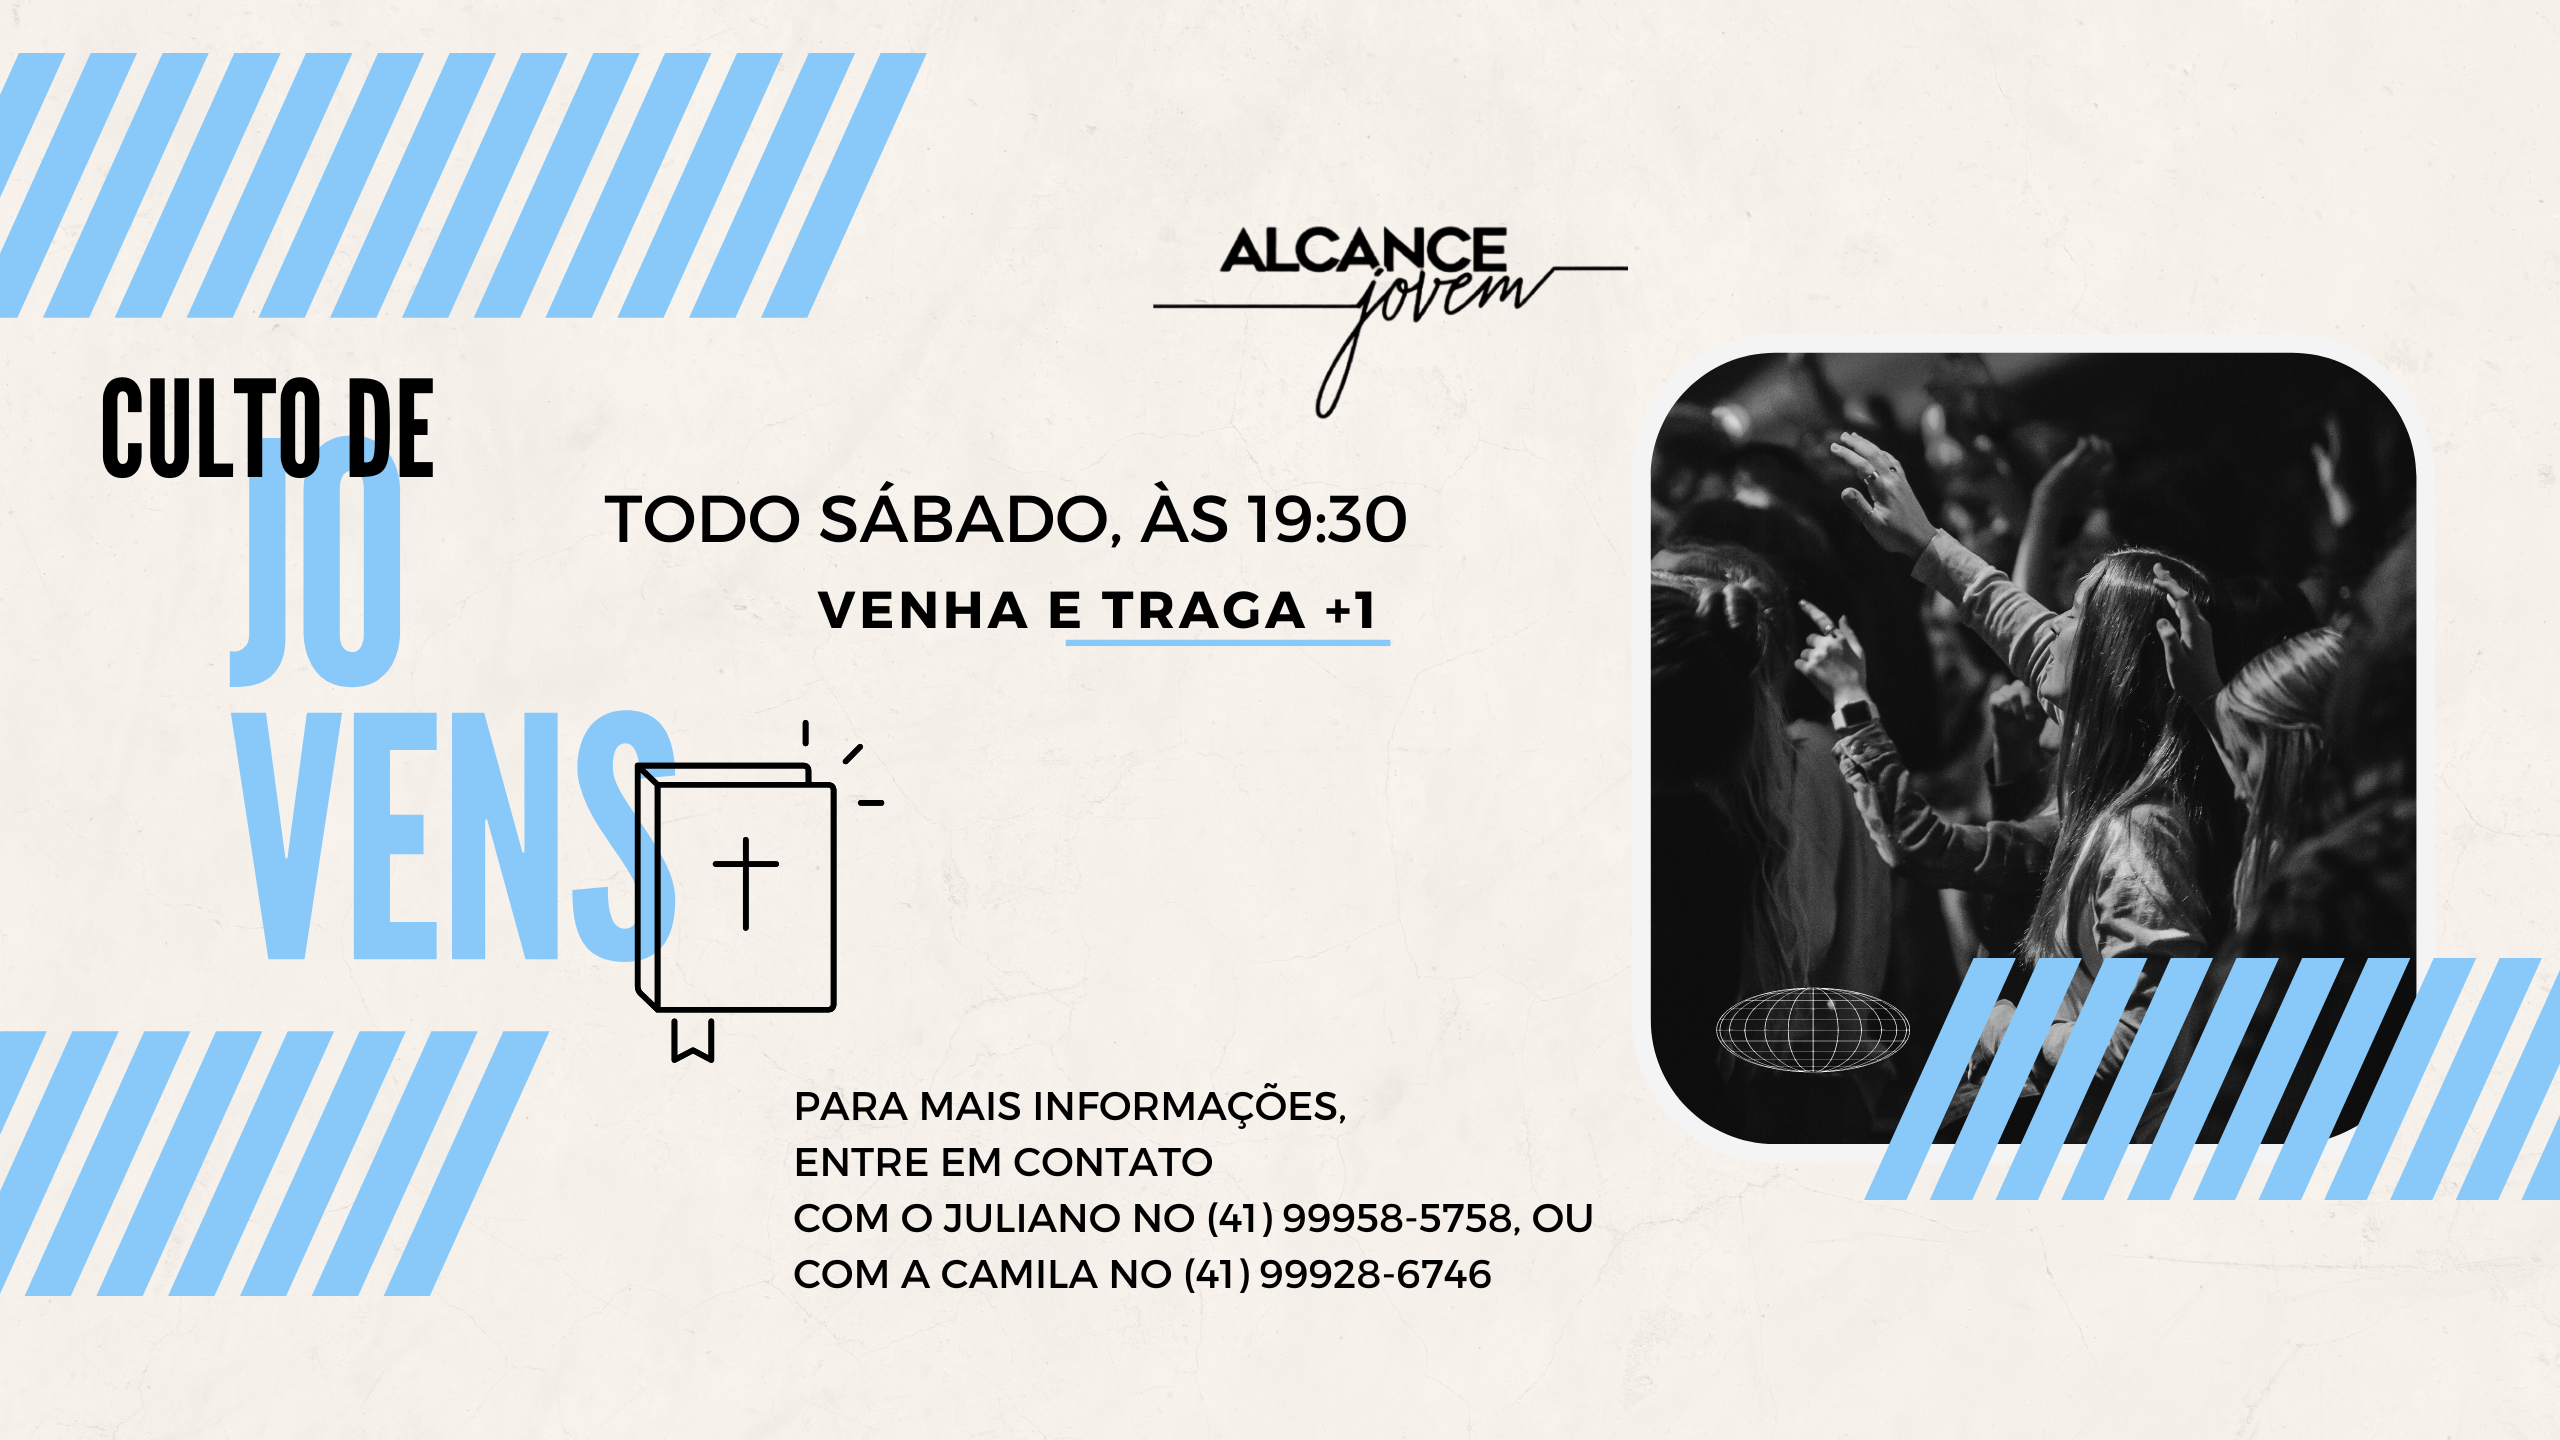 ALCANCE
jovem
CULTO DE
JO
VENS
TODO SÁBADO, ÀS 19:30
VENHA E TRAGA +1
PARA MAIS INFORMAÇÕES,
ENTRE EM CONTATO
COM O JULIANO NO (41) 99958-5758, OU
COM A CAMILA NO (41) 99928-6746